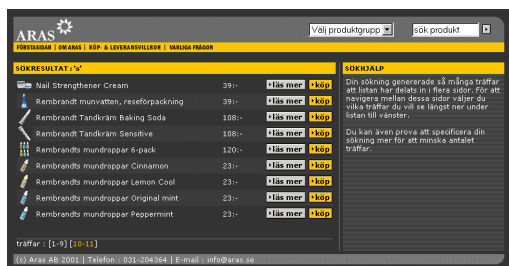 ARAS
Välj produktgrupp
sök produkt
FÖRSTASIDAN | OM ARAS | KÖP- & LEVERANSVILLKOR | VANLIGA FRÅGOR
SÖKRESULTAT : 's'
Nail Strengthener Cream 39:- läs mer köp
Rembrandt munvatten, reseförpackning 39:- läs mer köp
Rembrandt Tandkräm Baking Soda 108:- läs mer köp
Rembrandt Tandkräm Sensitive 108:- läs mer köp
Rembrandts mundroppar 6-pack 120:- läs mer köp
Rembrandts mundroppar Cinnamon 23:- läs mer köp
Rembrandts mundroppar Lemon Cool 23:- läs mer köp
Rembrandts mundroppar Original mint 23:- läs mer köp
Rembrandts mundroppar Peppermint 23:- läs mer köp
träffar : [1-9] [10-11]
SÖKHJÄLP
Din sökning genererade så många träffar
att listan har delats in i flera sidor. För att
navigera mellan dessa sidor väljer du
vilka träffar du vill se längst ner under
listan till vänster.
Du kan även prova att specificera din
sökning mer för att minska antalet
träffar.
(c) Aras AB 2001 | Telefon : 031-204364 | E-mail : info@aras.se